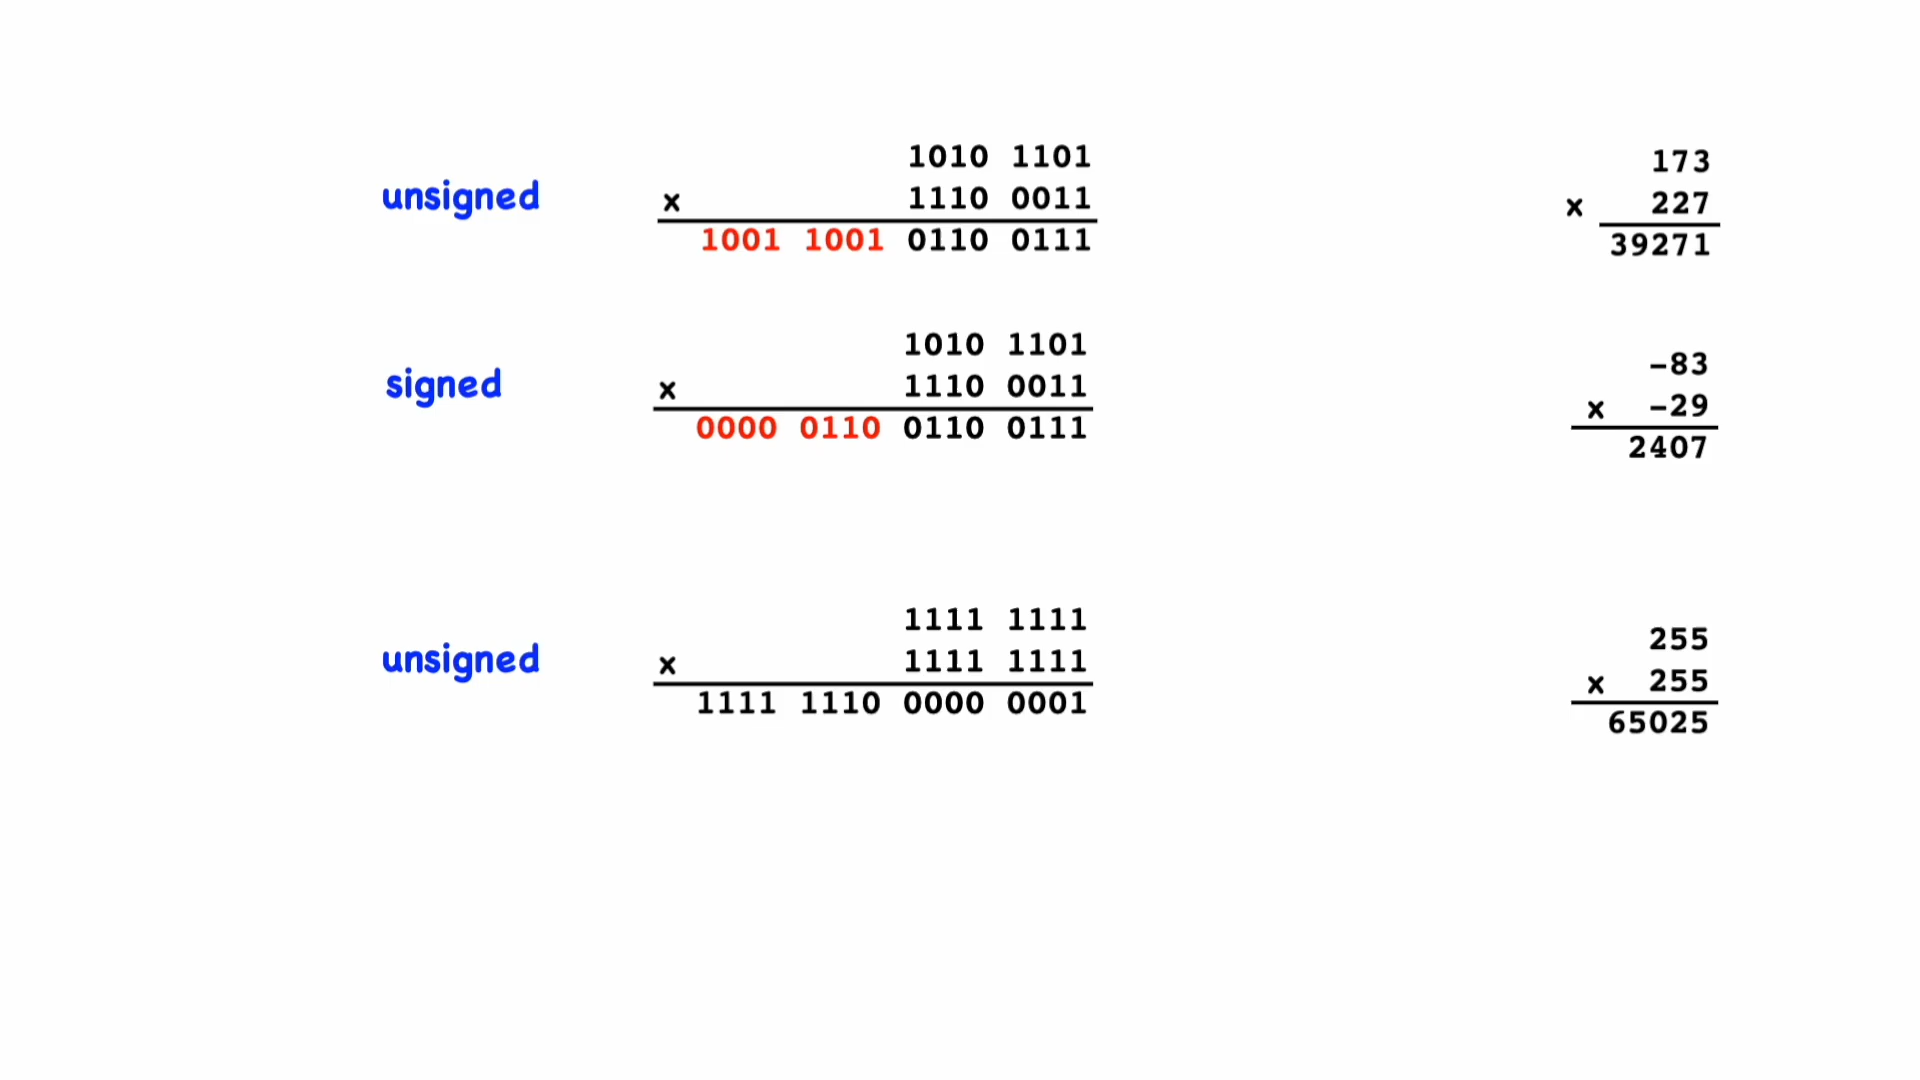 1010 1101 173
unsigned x 1110 0011 x 227
1001 1001 0110 0111 39271
1010 1101 -83
signed x 1110 0011 x -29
0000 0110 0110 0111 2407
1111 1111 255
unsigned x 1111 1111 x 255
1111 1110 0000 0001 65025